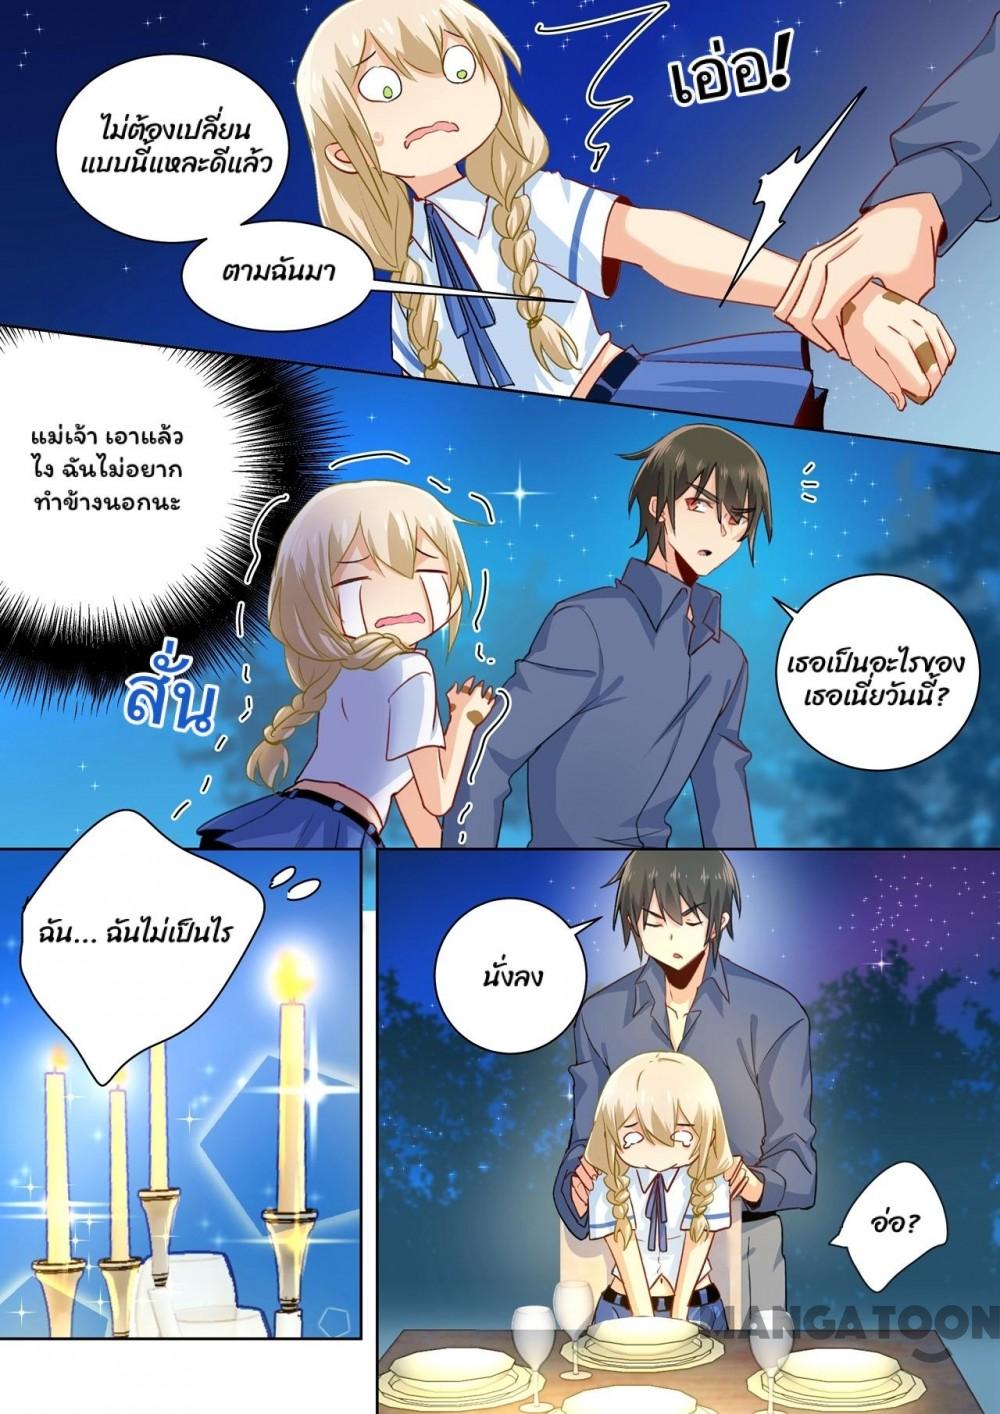 เอ่อ!
ไม่ต้องเปลี่ยน
แบบนี้แหละดีแล้ว
ตามฉันมา
แม่เจ้า เอาแล้ว
ไง ฉันไม่อยาก
ทำข้างนอกนะ
สั่น
เธอเป็นอะไรของ
เธอเนี่ยวันนี้?
ฉัน... ฉันไม่เป็นไร
นั่งลง
อ่อ?
MANGATOON